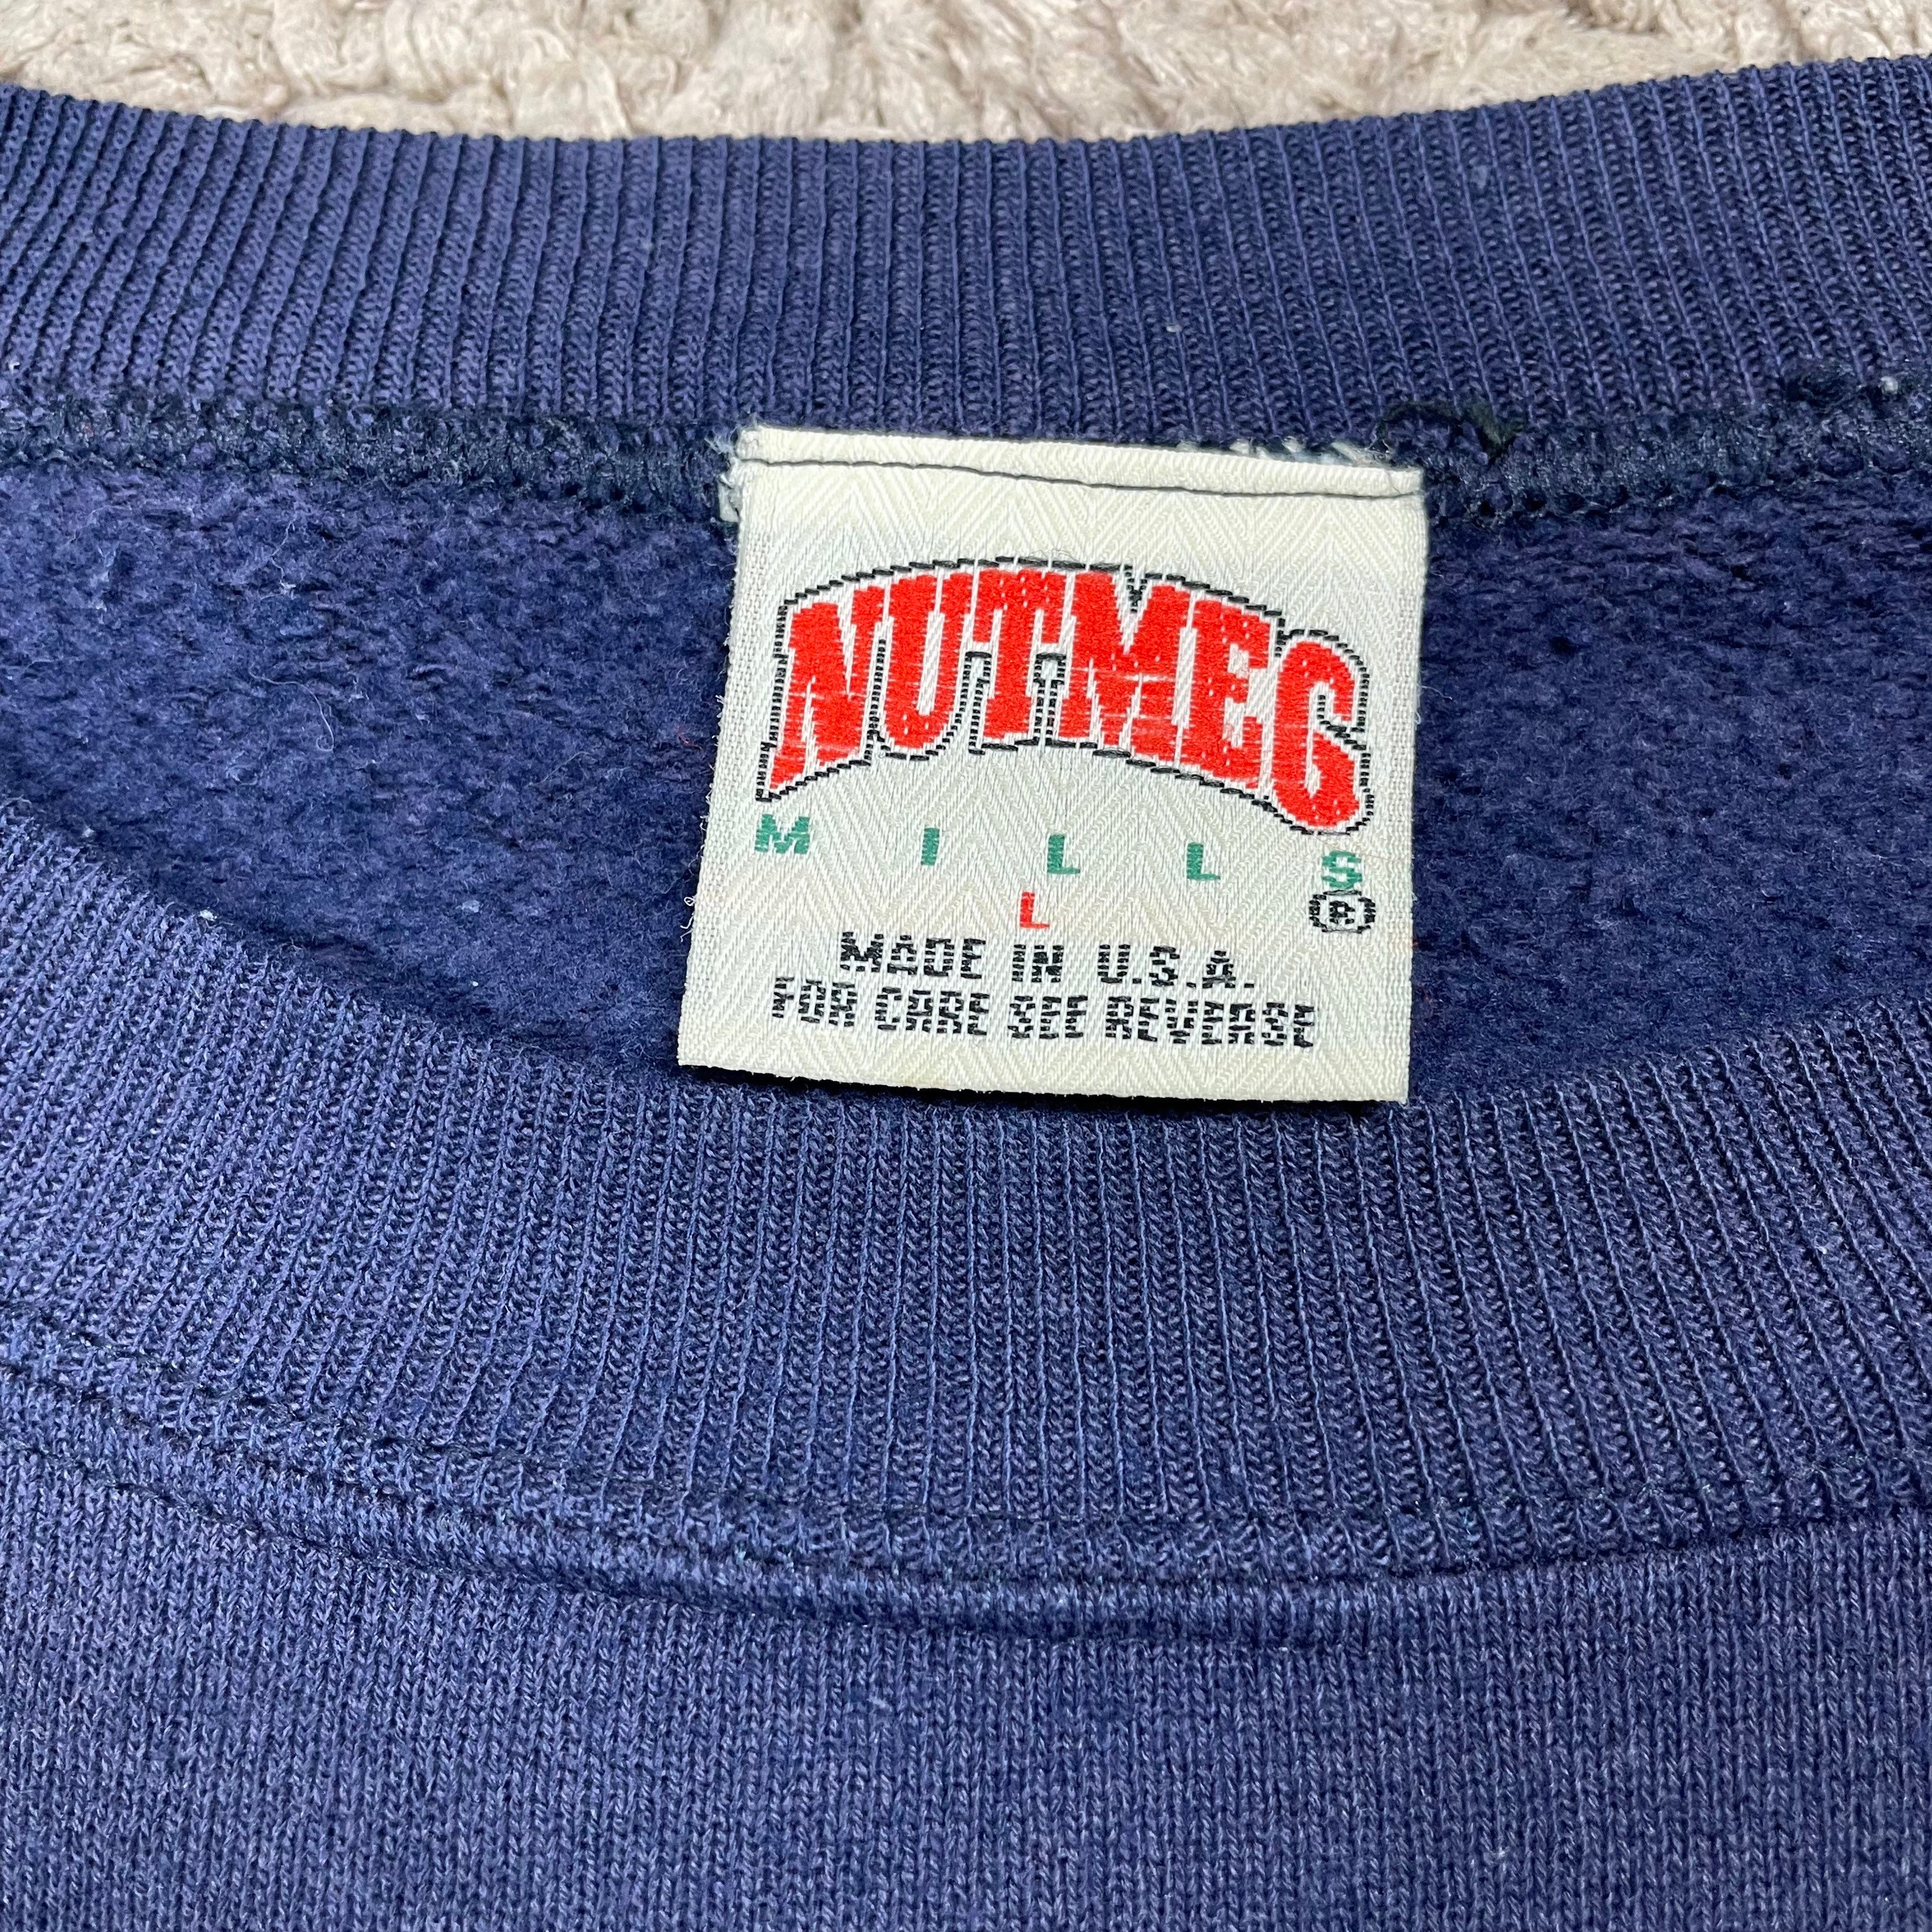 NUTMEG
MILLS
®
L
MADE IN U.S.A.
FOR CARE SEE REVERSE